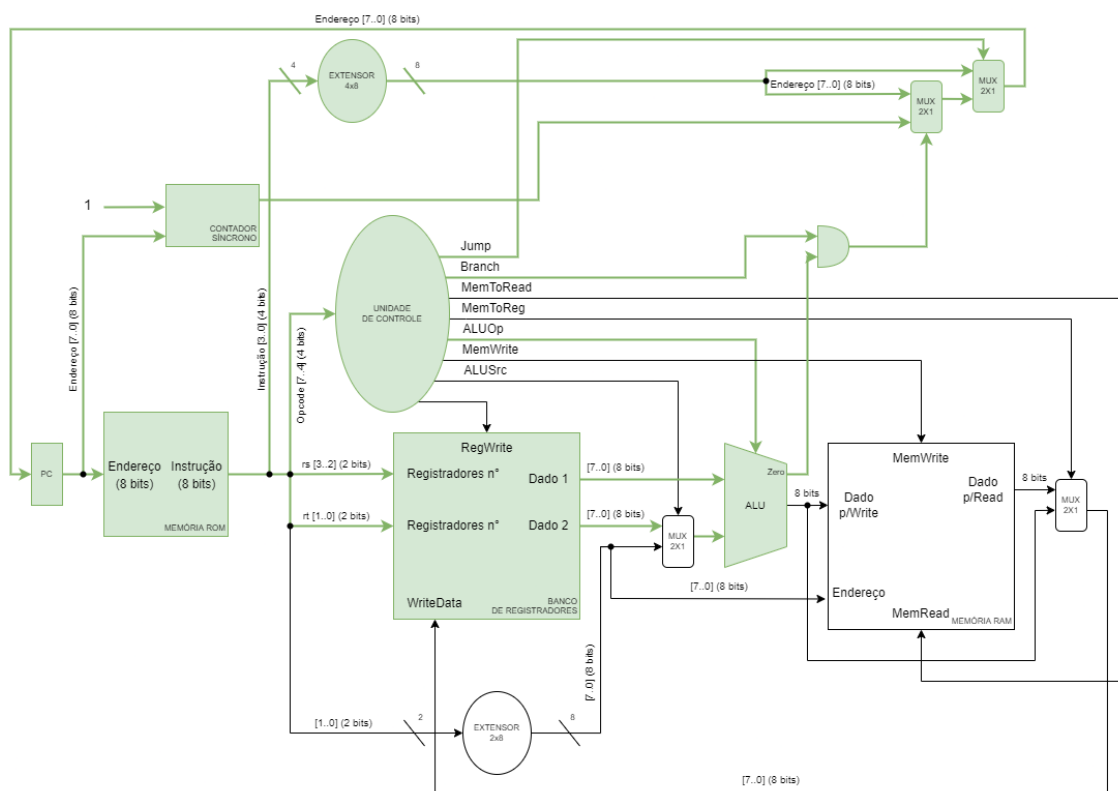 Endereço [7..0] (8 bits)
4
EXTENSOR
4x8
8
Endereço [7..0] (8 bits)
MUX
2X1
MUX
2X1
1
CONTADOR
SÍNCRONO
Endereço [7..0] (8 bits)
Instrução [3..0] (4 bits)
Opcode [7..4] (4 bits)
UNIDADE
DE CONTROLE
Jump
Branch
MemToRead
MemToReg
ALUOp
MemWrite
ALUSrc
PC
Endereço
(8 bits)
Instrução
(8 bits)
MEMÓRIA ROM
rs [3..2] (2 bits)
rt [1..0] (2 bits)
RegWrite
Registradores n°
Dado 1
Registradores n°
Dado 2
WriteData
BANCO
DE REGISTRADORES
[7..0] (8 bits)
[7..0] (8 bits)
MUX
2X1
Zero
ALU
8 bits
[7..0] (8 bits)
MemWrite
Dado
p/Write
Dado
p/Read
Endereço
MemRead
MEMÓRIA RAM
8 bits
MUX
2X1
[7..0] (8 bits)
[1..0] (2 bits)
2
EXTENSOR
2x8
8
[7..0] (8 bits)